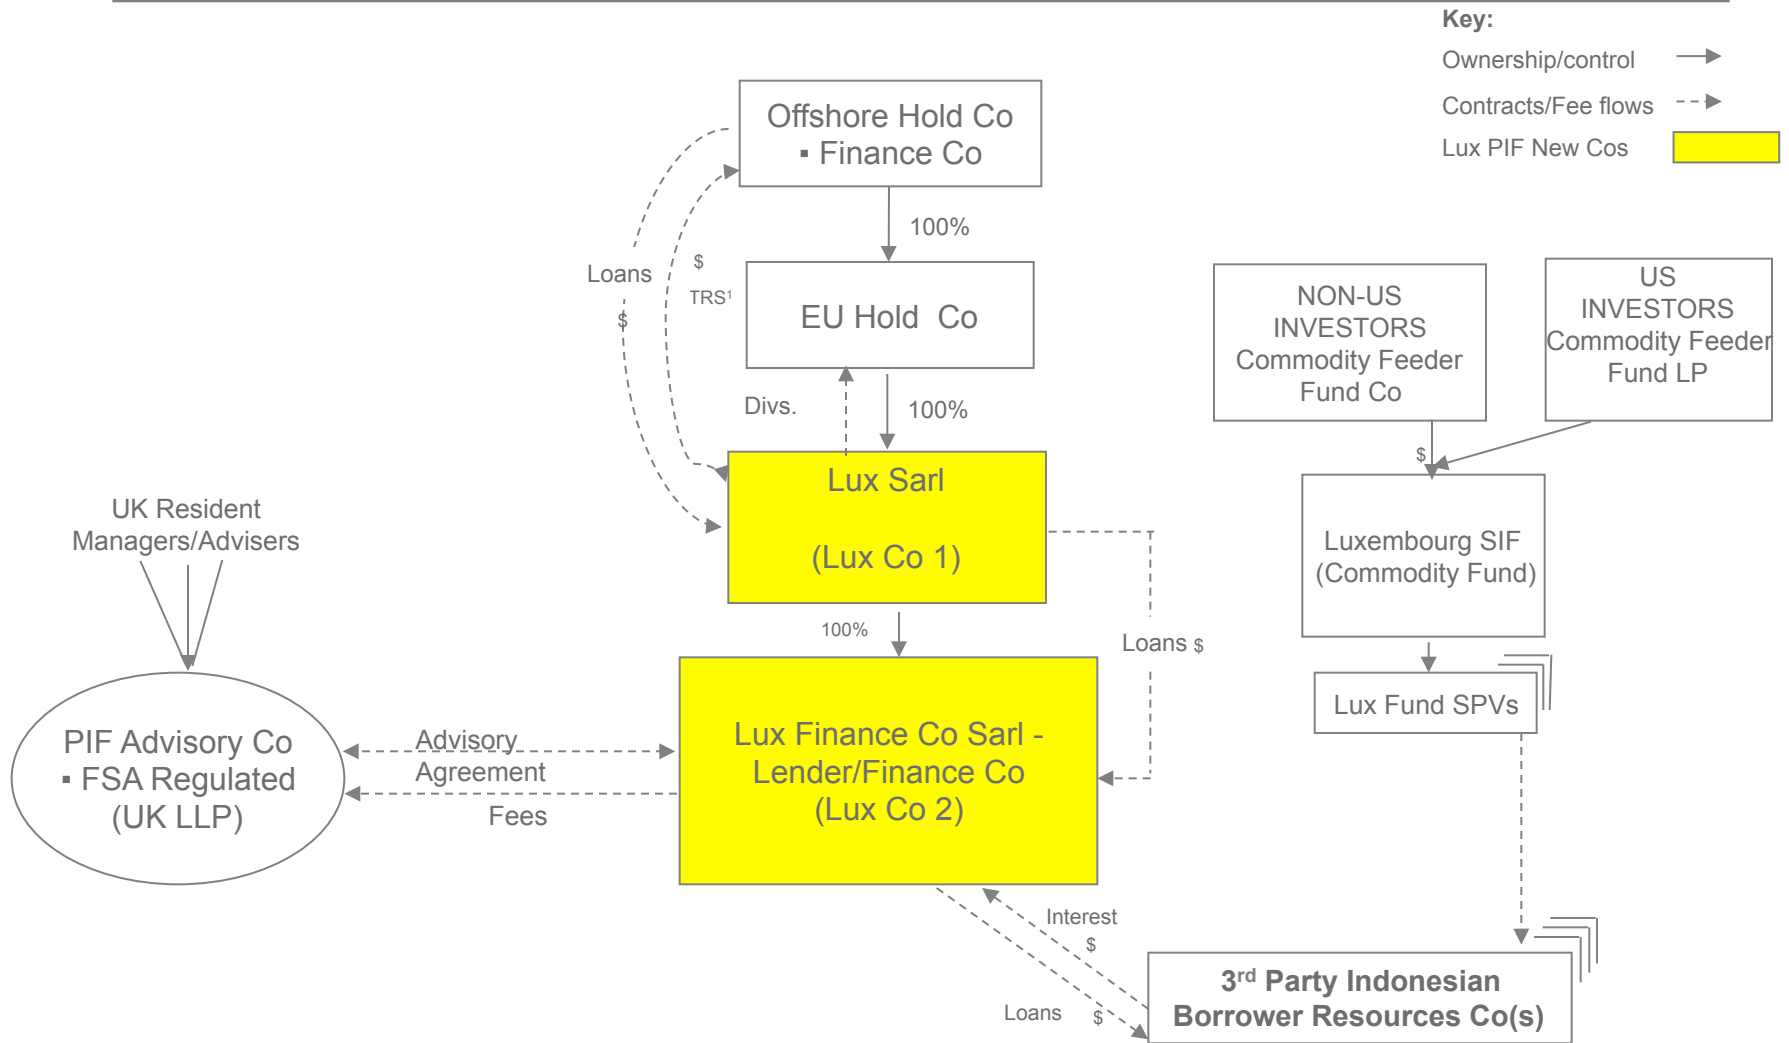 Key:
Ownership/control
Contracts/Fee flows
Lux PIF New Cos
Offshore Hold Co
▪ Finance Co
100%
Loans
$
$
TRS¹
EU Hold Co
Divs.
100%
NON-US
INVESTORS
Commodity Feeder
Fund Co
US
INVESTORS
Commodity Feeder
Fund LP
$
Lux Sarl
(Lux Co 1)
UK Resident
Managers/Advisers
Luxembourg SIF
(Commodity Fund)
100%
Loans $
Lux Fund SPVs
PIF Advisory Co
▪ FSA Regulated
(UK LLP)
Advisory
Agreement
Fees
Lux Finance Co Sarl -
Lender/Finance Co
(Lux Co 2)
Interest
$
Loans
$
3rd Party Indonesian
Borrower Resources Co(s)